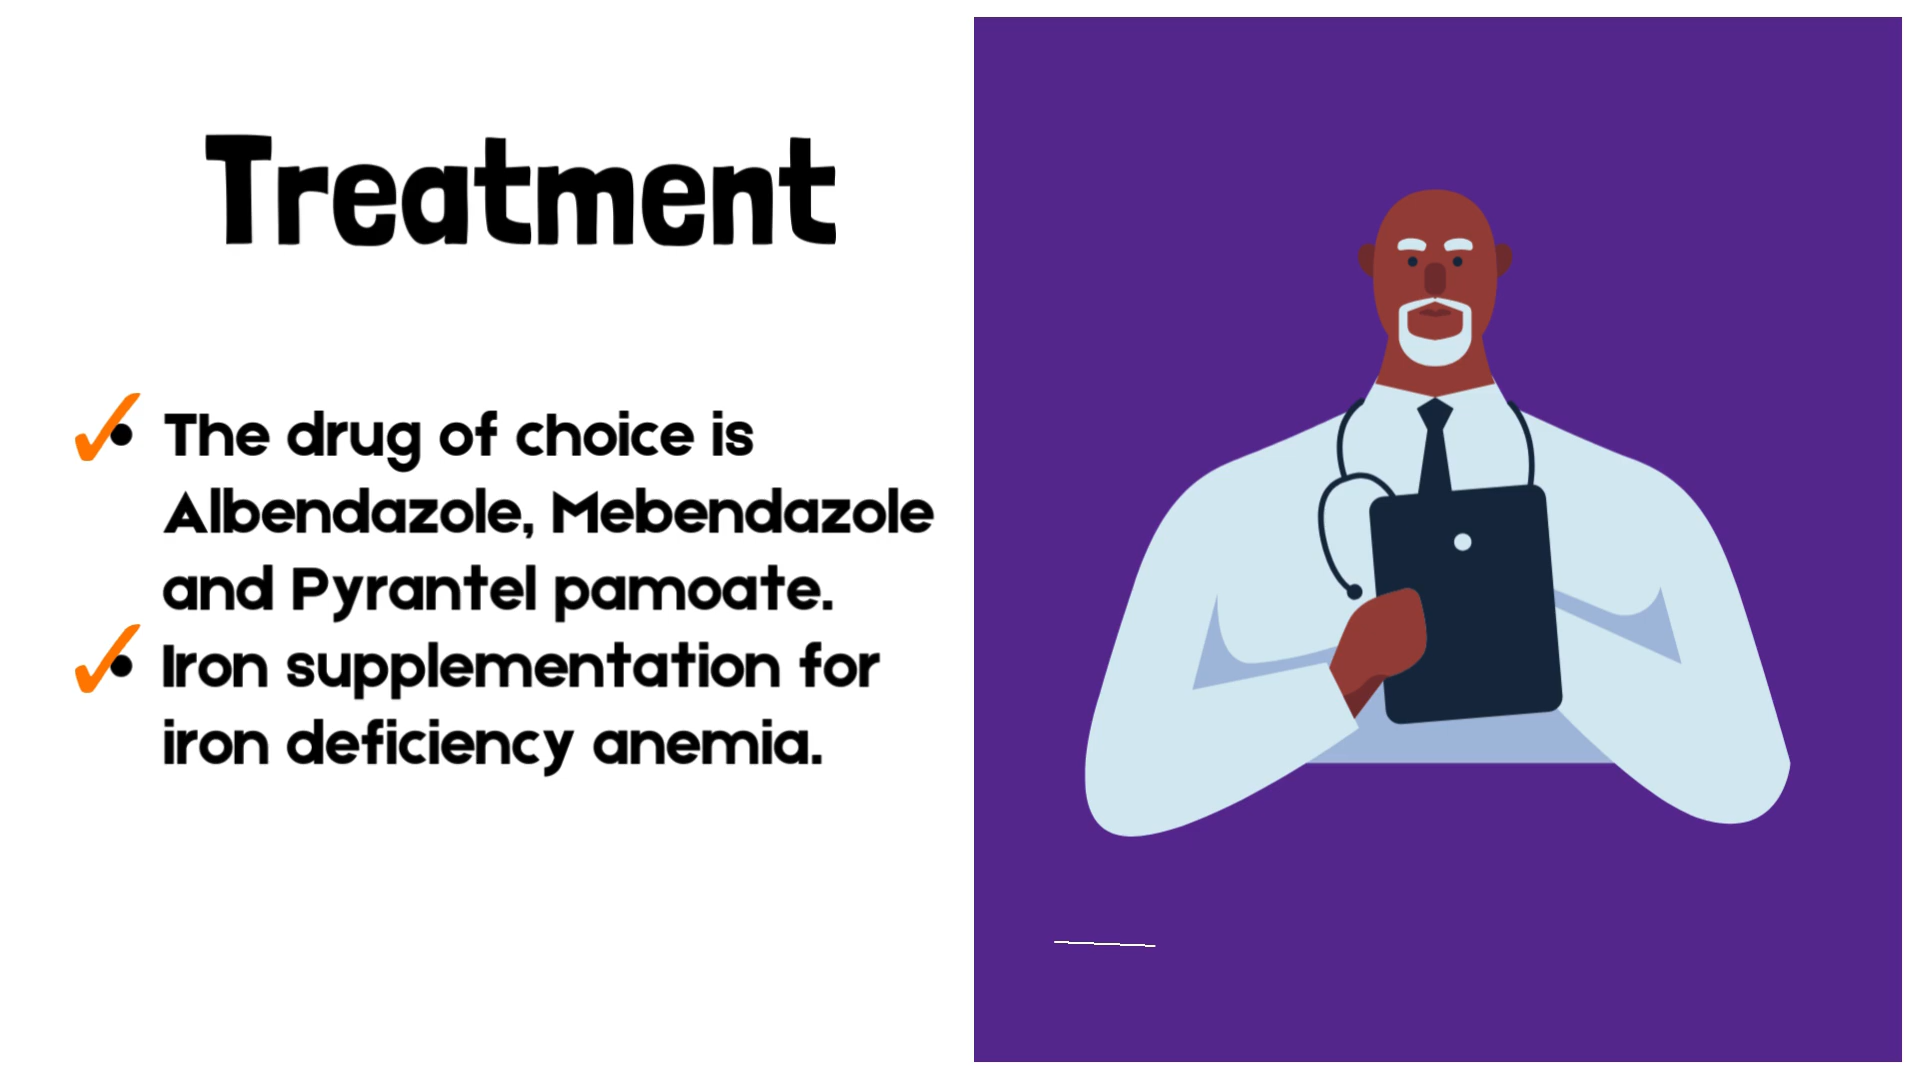 Treatment
• The drug of choice is
Albendazole, Mebendazole
and Pyrantel pamoate.
• Iron supplementation for
iron deficiency anemia.